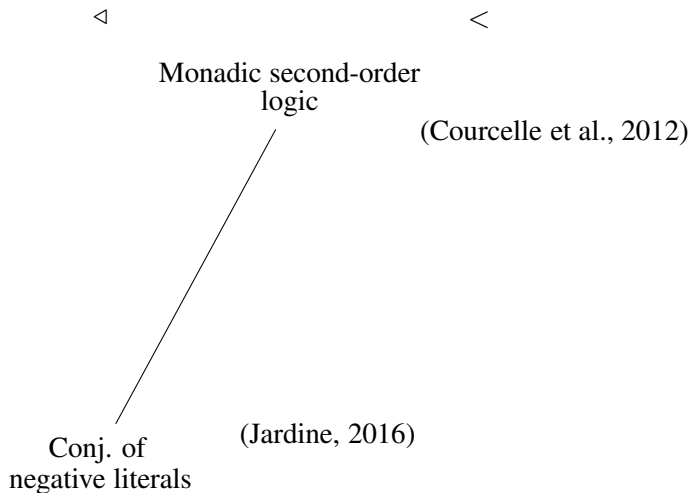 ◁ <
Monadic second-order
logic
(Courcelle et al., 2012)
(Jardine, 2016)
Conj. of
negative literals